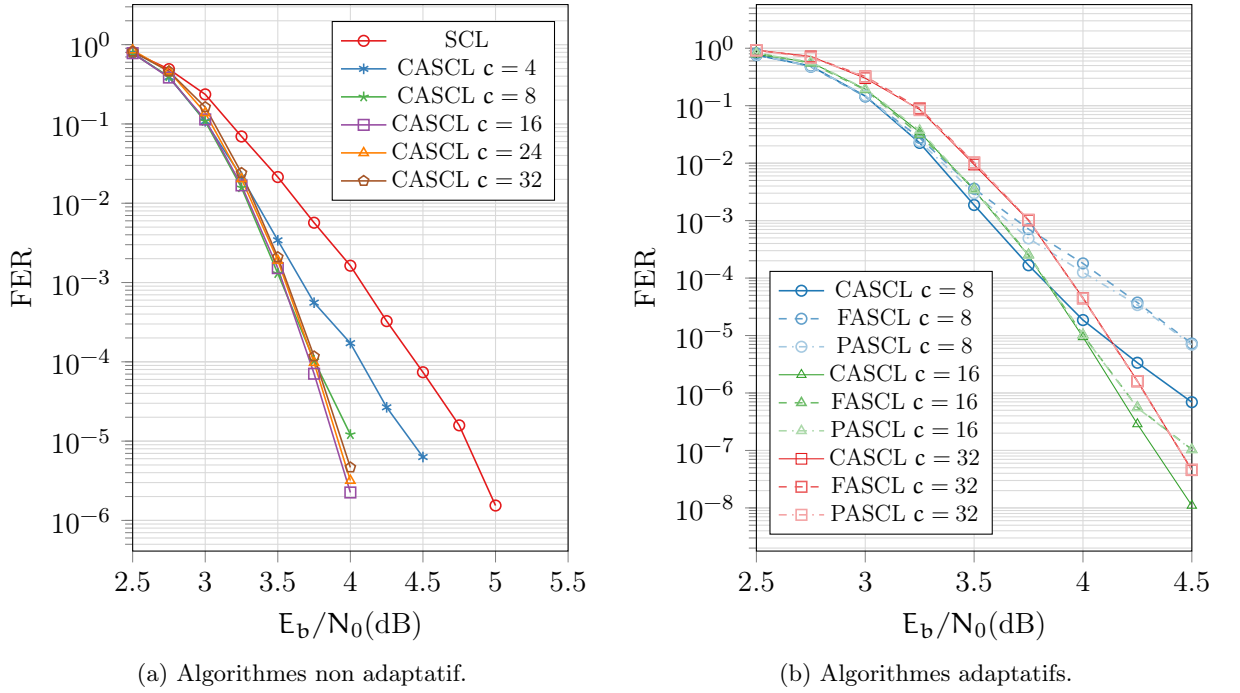 10^0
10^{-1}
10^{-2}
10^{-3}
10^{-4}
10^{-5}
10^{-6}
FER
2.5 3 3.5 4 4.5 5 5.5
E_b/N_0(dB)
SCL
CASCL c = 4
CASCL c = 8
CASCL c = 16
CASCL c = 24
CASCL c = 32
(a) Algorithmes non adaptatif.
10^0
10^{-1}
10^{-2}
10^{-3}
10^{-4}
10^{-5}
10^{-6}
10^{-7}
10^{-8}
FER
2.5 3 3.5 4 4.5
E_b/N_0(dB)
CASCL c = 8
FASCL c = 8
PASCL c = 8
CASCL c = 16
FASCL c = 16
PASCL c = 16
CASCL c = 32
FASCL c = 32
PASCL c = 32
(b) Algorithmes adaptatifs.